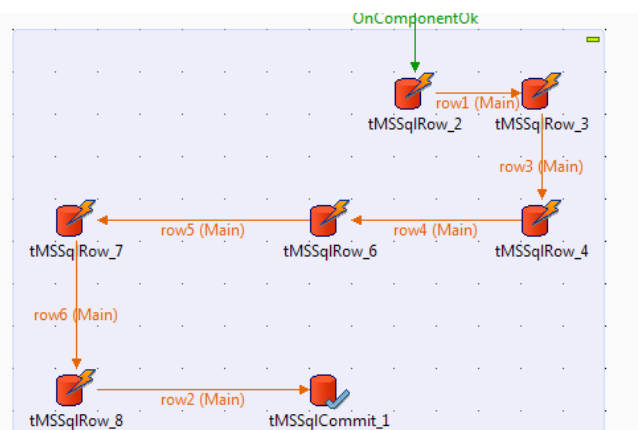 OnComponentOk
row1 (Main)
tMSSqlRow_2
tMSSqlRow_3
row3 (Main)
row5 (Main)
row4 (Main)
tMSSqlRow_7
tMSSqlRow_6
tMSSqlRow_4
row6 (Main)
row2 (Main)
tMSSqlRow_8
tMSSqlCommit_1